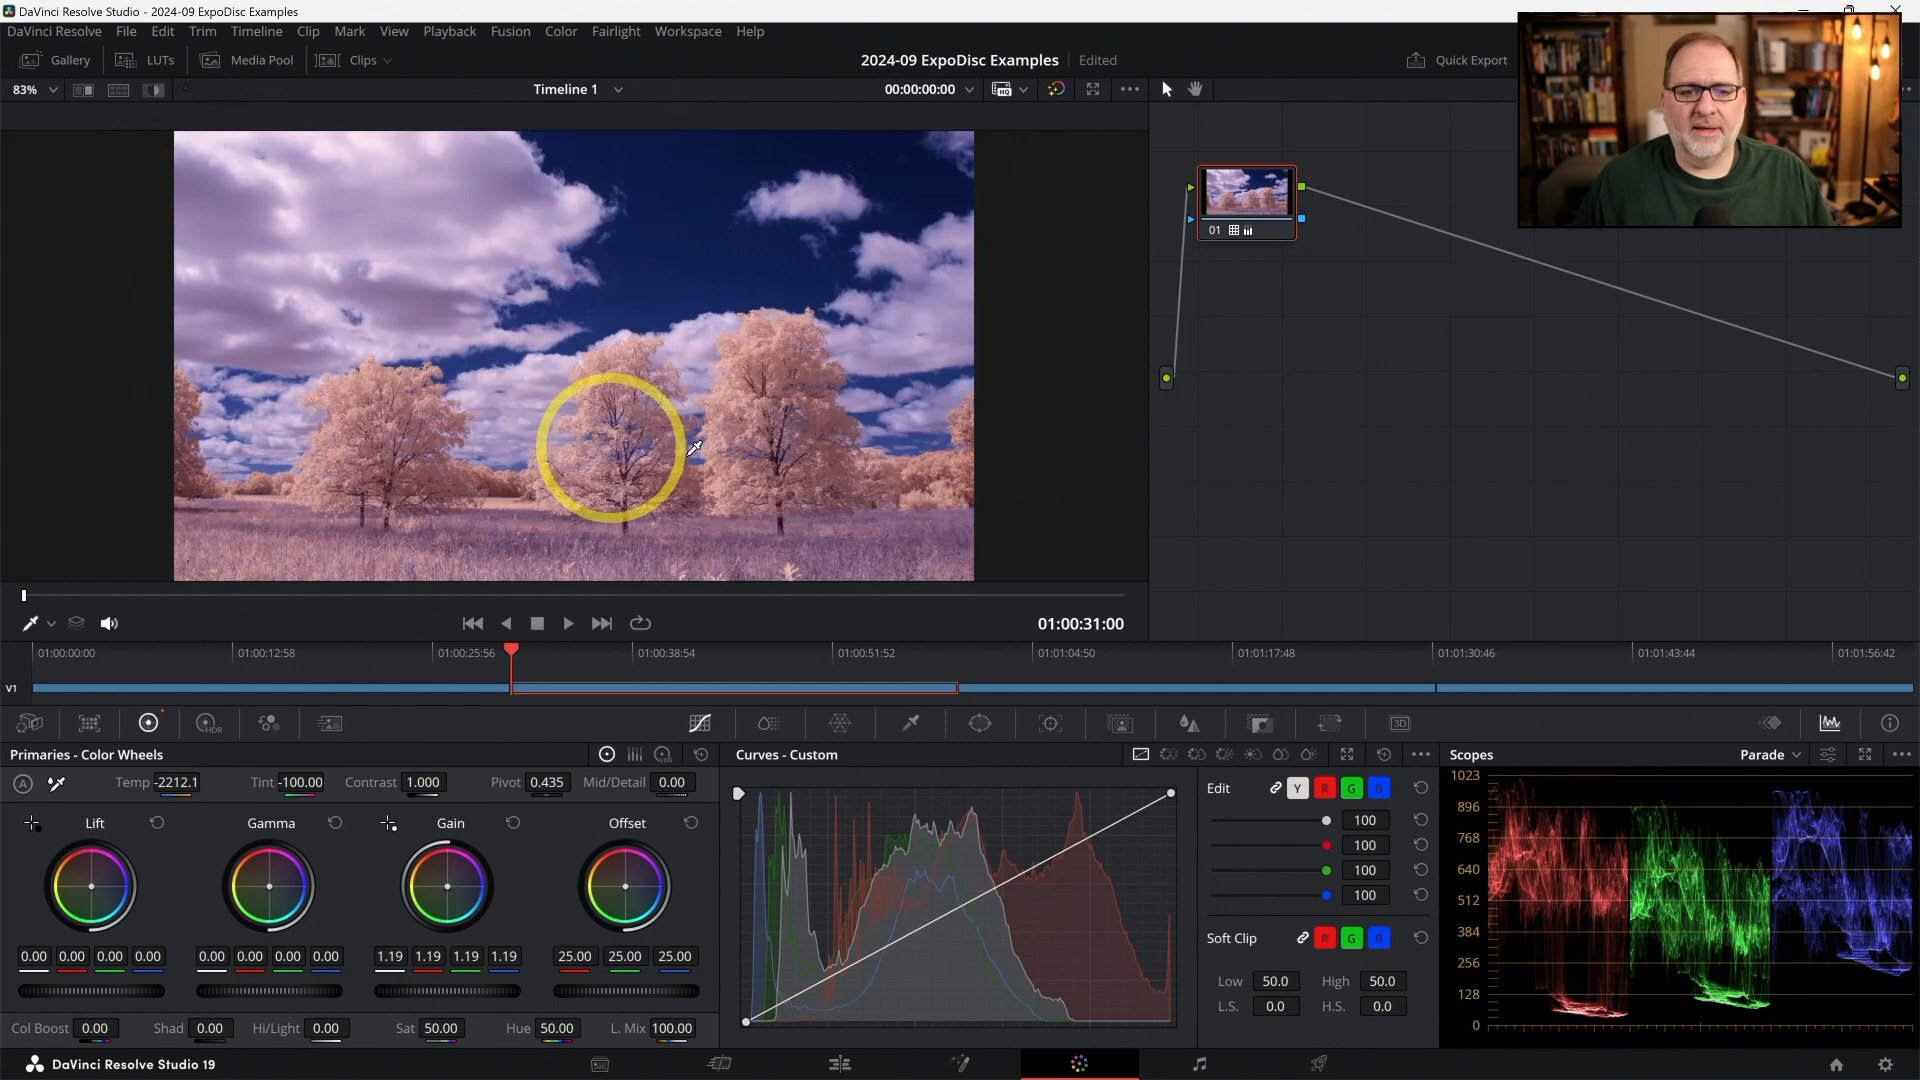 DaVinci Resolve Studio - 2024-09 ExpoDisc Examples
DaVinci Resolve File Edit Trim Timeline Clip Mark View Playback Fusion Color Fairlight Workspace Help
Gallery LUTs Media Pool Clips 2024-09 ExpoDisc Examples Edited Quick Export
83% Timeline 1 00:00:00:00
01
01:00:31:00
01:00:00:00 01:00:12:58 01:00:25:56 01:00:38:54 01:00:51:52 01:01:04:50 01:01:17:48 01:01:30:46 01:01:43:44 01:01:56:42
V1
HDR 3D
Primaries - Color Wheels LOG Curves - Custom Scopes Parade
A Temp -2212.1 Tint -100.00 Contrast 1.000 Pivot 0.435 Mid/Detail 0.00
Lift Gamma Gain Offset
0.00 0.00 0.00 0.00 0.00 0.00 0.00 0.00 1.19 1.19 1.19 1.19 25.00 25.00 25.00
Col Boost 0.00 Shad 0.00 Hi/Light 0.00 Sat 50.00 Hue 50.00 L. Mix 100.00
Edit Y R G B
100
100
100
100
Soft Clip R G B
Low 50.0 High 50.0
L.S. 0.0 H.S. 0.0
1023
896
768
640
512
384
256
128
0
DaVinci Resolve Studio 19